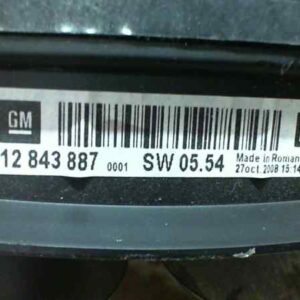 GM
12 843 887 0001 SW 05.54
Made in Roman
27oct.2008 15:14